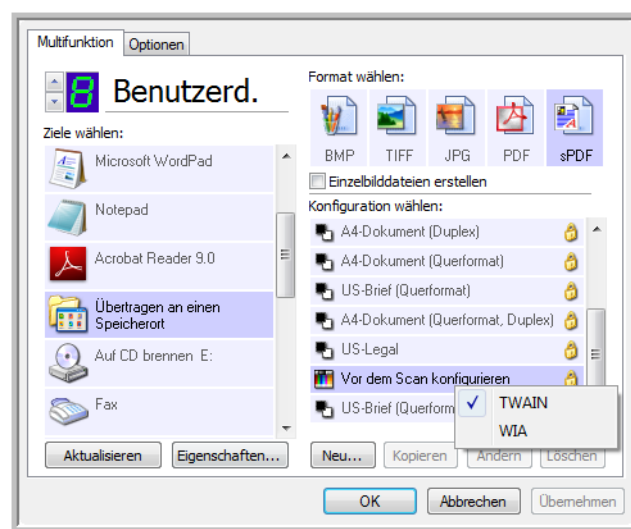 Multifunktion
Optionen
8
Benutzerd.
Ziele wählen:
Microsoft WordPad
Notepad
Acrobat Reader 9.0
Übertragen an einen
Speicherort
Auf CD brennen E:
Fax
Aktualisieren
Eigenschaften...
Format wählen:
BMP
TIFF
JPG
PDF
sPDF
Einzelbilddateien erstellen
Konfiguration wählen:
A4-Dokument (Duplex)
A4-Dokument (Querformat)
US-Brief (Querformat)
A4-Dokument (Querformat, Duplex)
US-Legal
Vor dem Scan konfigurieren
US-Brief (Querform
TWAIN
WIA
Neu...
Kopieren
Ändern
Löschen
OK
Abbrechen
Übernehmen